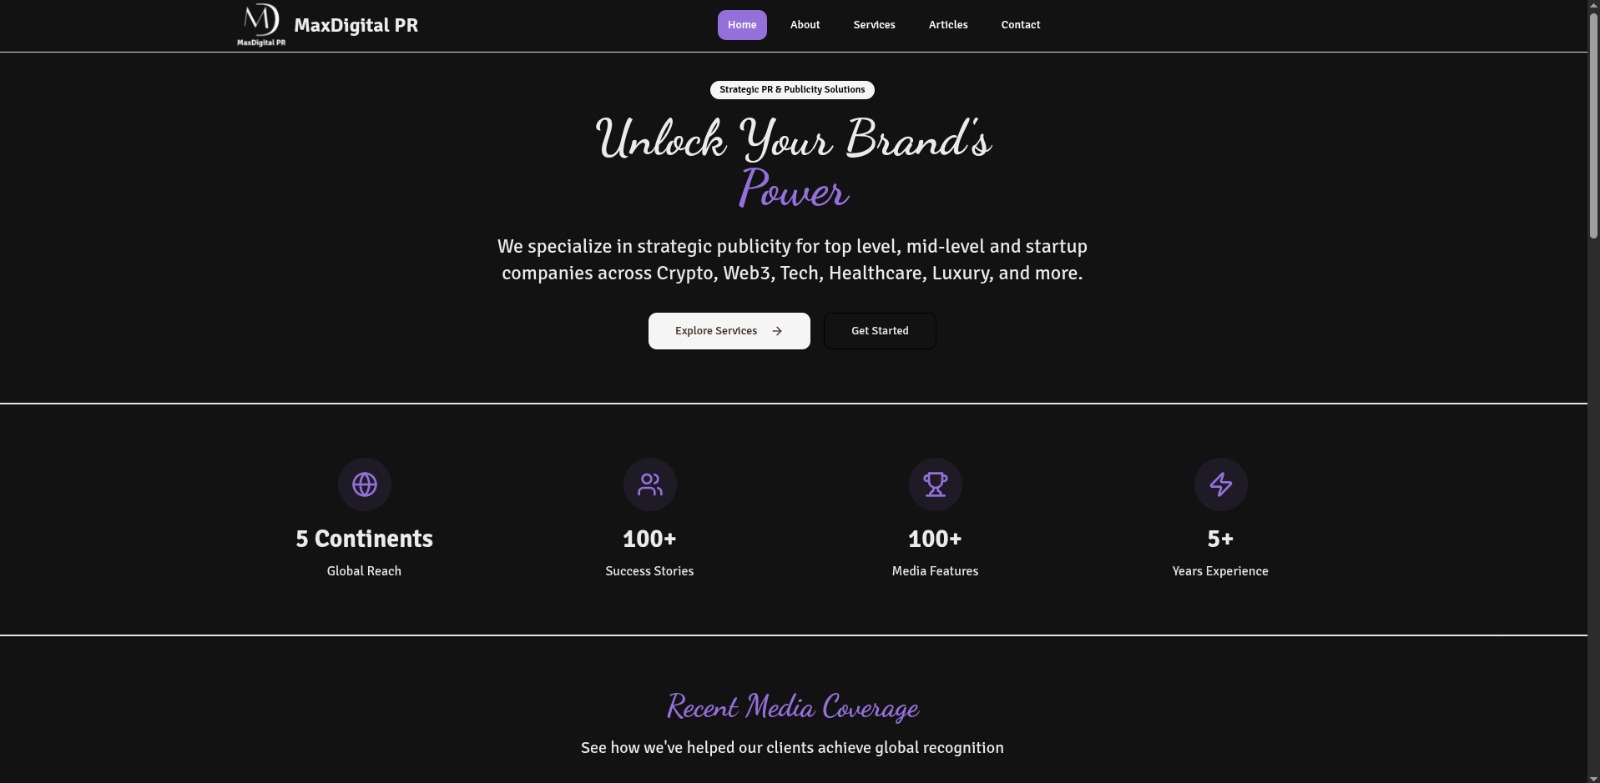 MaxDigital PR
MaxDigital PR
Home
About
Services
Articles
Contact
Strategic PR & Publicity Solutions
Unlock Your Brand's
Power
We specialize in strategic publicity for top level, mid-level and startup
companies across Crypto, Web3, Tech, Healthcare, Luxury, and more.
Explore Services
Get Started
5 Continents
Global Reach
100+
Success Stories
100+
Media Features
5+
Years Experience
Recent Media Coverage
See how we've helped our clients achieve global recognition